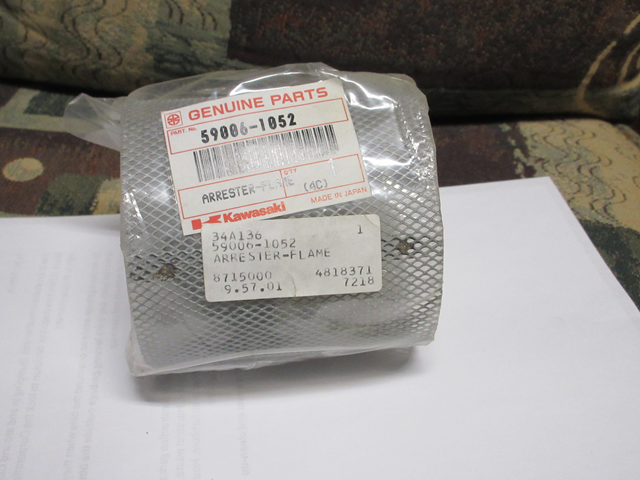 GENUINE PARTS
PART No. 59006-1052
QTY
ARRESTER-FLAME (4C)
MADE IN JAPAN
Kawasaki
34A136 1
59006-1052
ARRESTER-FLAME
8715000 4818371
9.57.01 7218